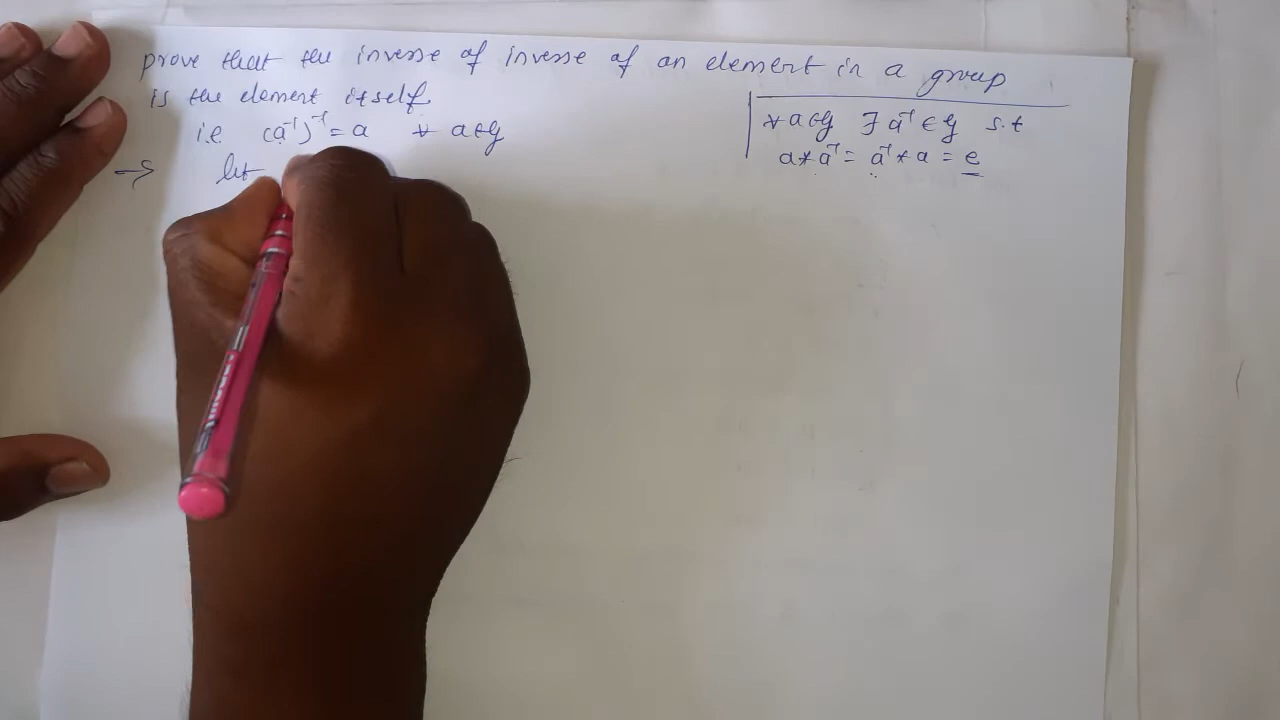 prove that the inverse of inverse of an element in a group
is the element itself.
i.e (a⁻¹)⁻¹ = a ∀ a∈G
∀ a∈G ∃ a⁻¹ ∈ G s.t
a * a⁻¹ = a⁻¹ * a = e
→ let